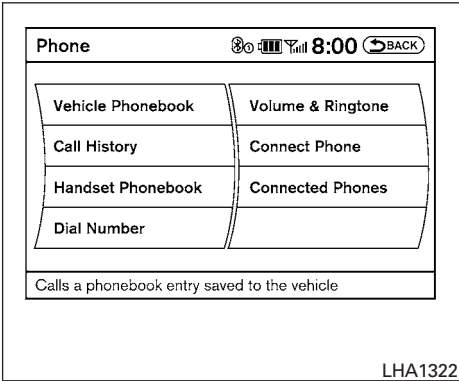 Phone 8:00 BACK
Vehicle Phonebook Volume & Ringtone
Call History Connect Phone
Handset Phonebook Connected Phones
Dial Number
Calls a phonebook entry saved to the vehicle
LHA1322